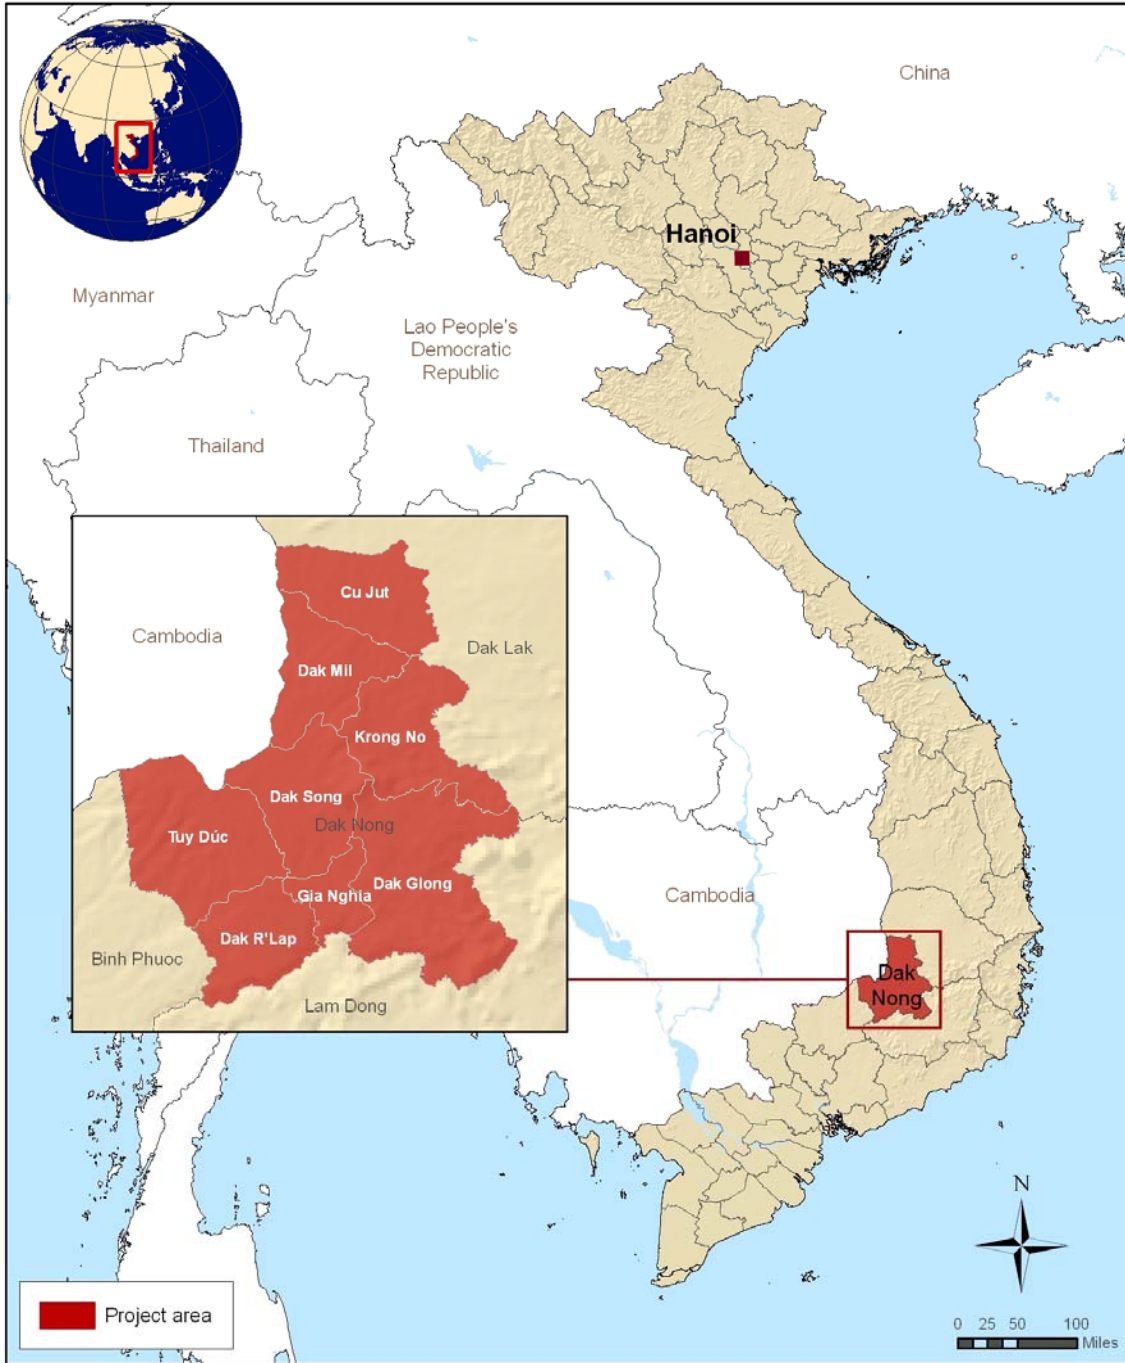 China
Hanoi
Myanmar
Lao People's
Democratic
Republic
Thailand
Cu Jut
Cambodia
Dak Lak
Dak Mil
Krong No
Dak Song
Dak Nong
Tuy Dúc
Dak Glong
Gia Nghia
Dak R'Lap
Binh Phuoc
Lam Dong
Cambodia
Dak
Nong
N
Project area
0 25 50 100
Miles